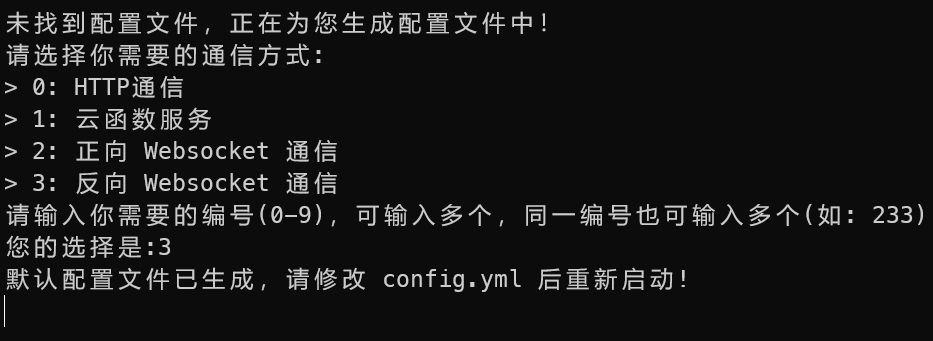 未找到配置文件，正在为您生成配置文件中!
请选择你需要的通信方式:
> 0: HTTP通信
> 1: 云函数服务
> 2: 正向 Websocket 通信
> 3: 反向 Websocket 通信
请输入你需要的编号(0-9)，可输入多个，同一编号也可输入多个(如: 233)
您的选择是:3
默认配置文件已生成，请修改 config.yml 后重新启动!